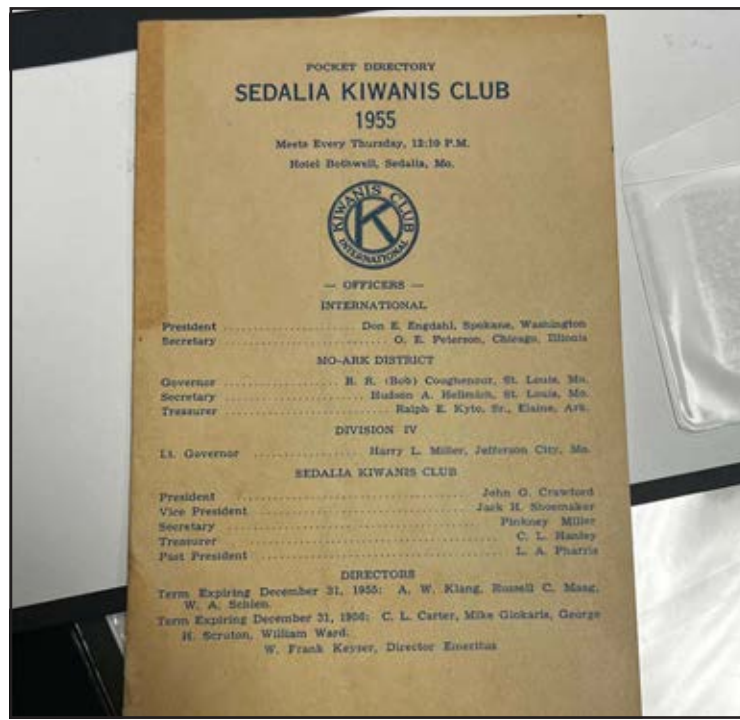 POCKET DIRECTORY
SEDALIA KIWANIS CLUB
1955
Meets Every Thursday, 12:10 P.M.
Hotel Bothwell, Sedalia, Mo.
KIWANIS CLUB
K
INTERNATIONAL
— OFFICERS —
INTERNATIONAL
President .......................... Don E. Engdahl, Spokane, Washington
Secretary .............................. O. E. Peterson, Chicago, Illinois
MO-ARK DISTRICT
Governor ...................... R. R. (Bob) Coughenour, St. Louis, Mo.
Secretary .......................... Hudson A. Hellmich, St. Louis, Mo.
Treasurer .............................. Ralph E. Kyte, Sr., Elaine, Ark.
DIVISION IV
Lt. Governor .................. Harry L. Miller, Jefferson City, Mo.
SEDALIA KIWANIS CLUB
President .......................................... John G. Crawford
Vice President .................................... Jack H. Shoemaker
Secretary ............................................. Pinkney Miller
Treasurer ................................................ C. L. Hanley
Past President .......................................... L. A. Pharris
DIRECTORS
Term Expiring December 31, 1955: A. W. Klang, Russell C. Maag,
W. A. Schien.
Term Expiring December 31, 1956: C. L. Carter, Mike Giokaris, George
H. Scruton, William Ward.
W. Frank Keyser, Director Emeritus